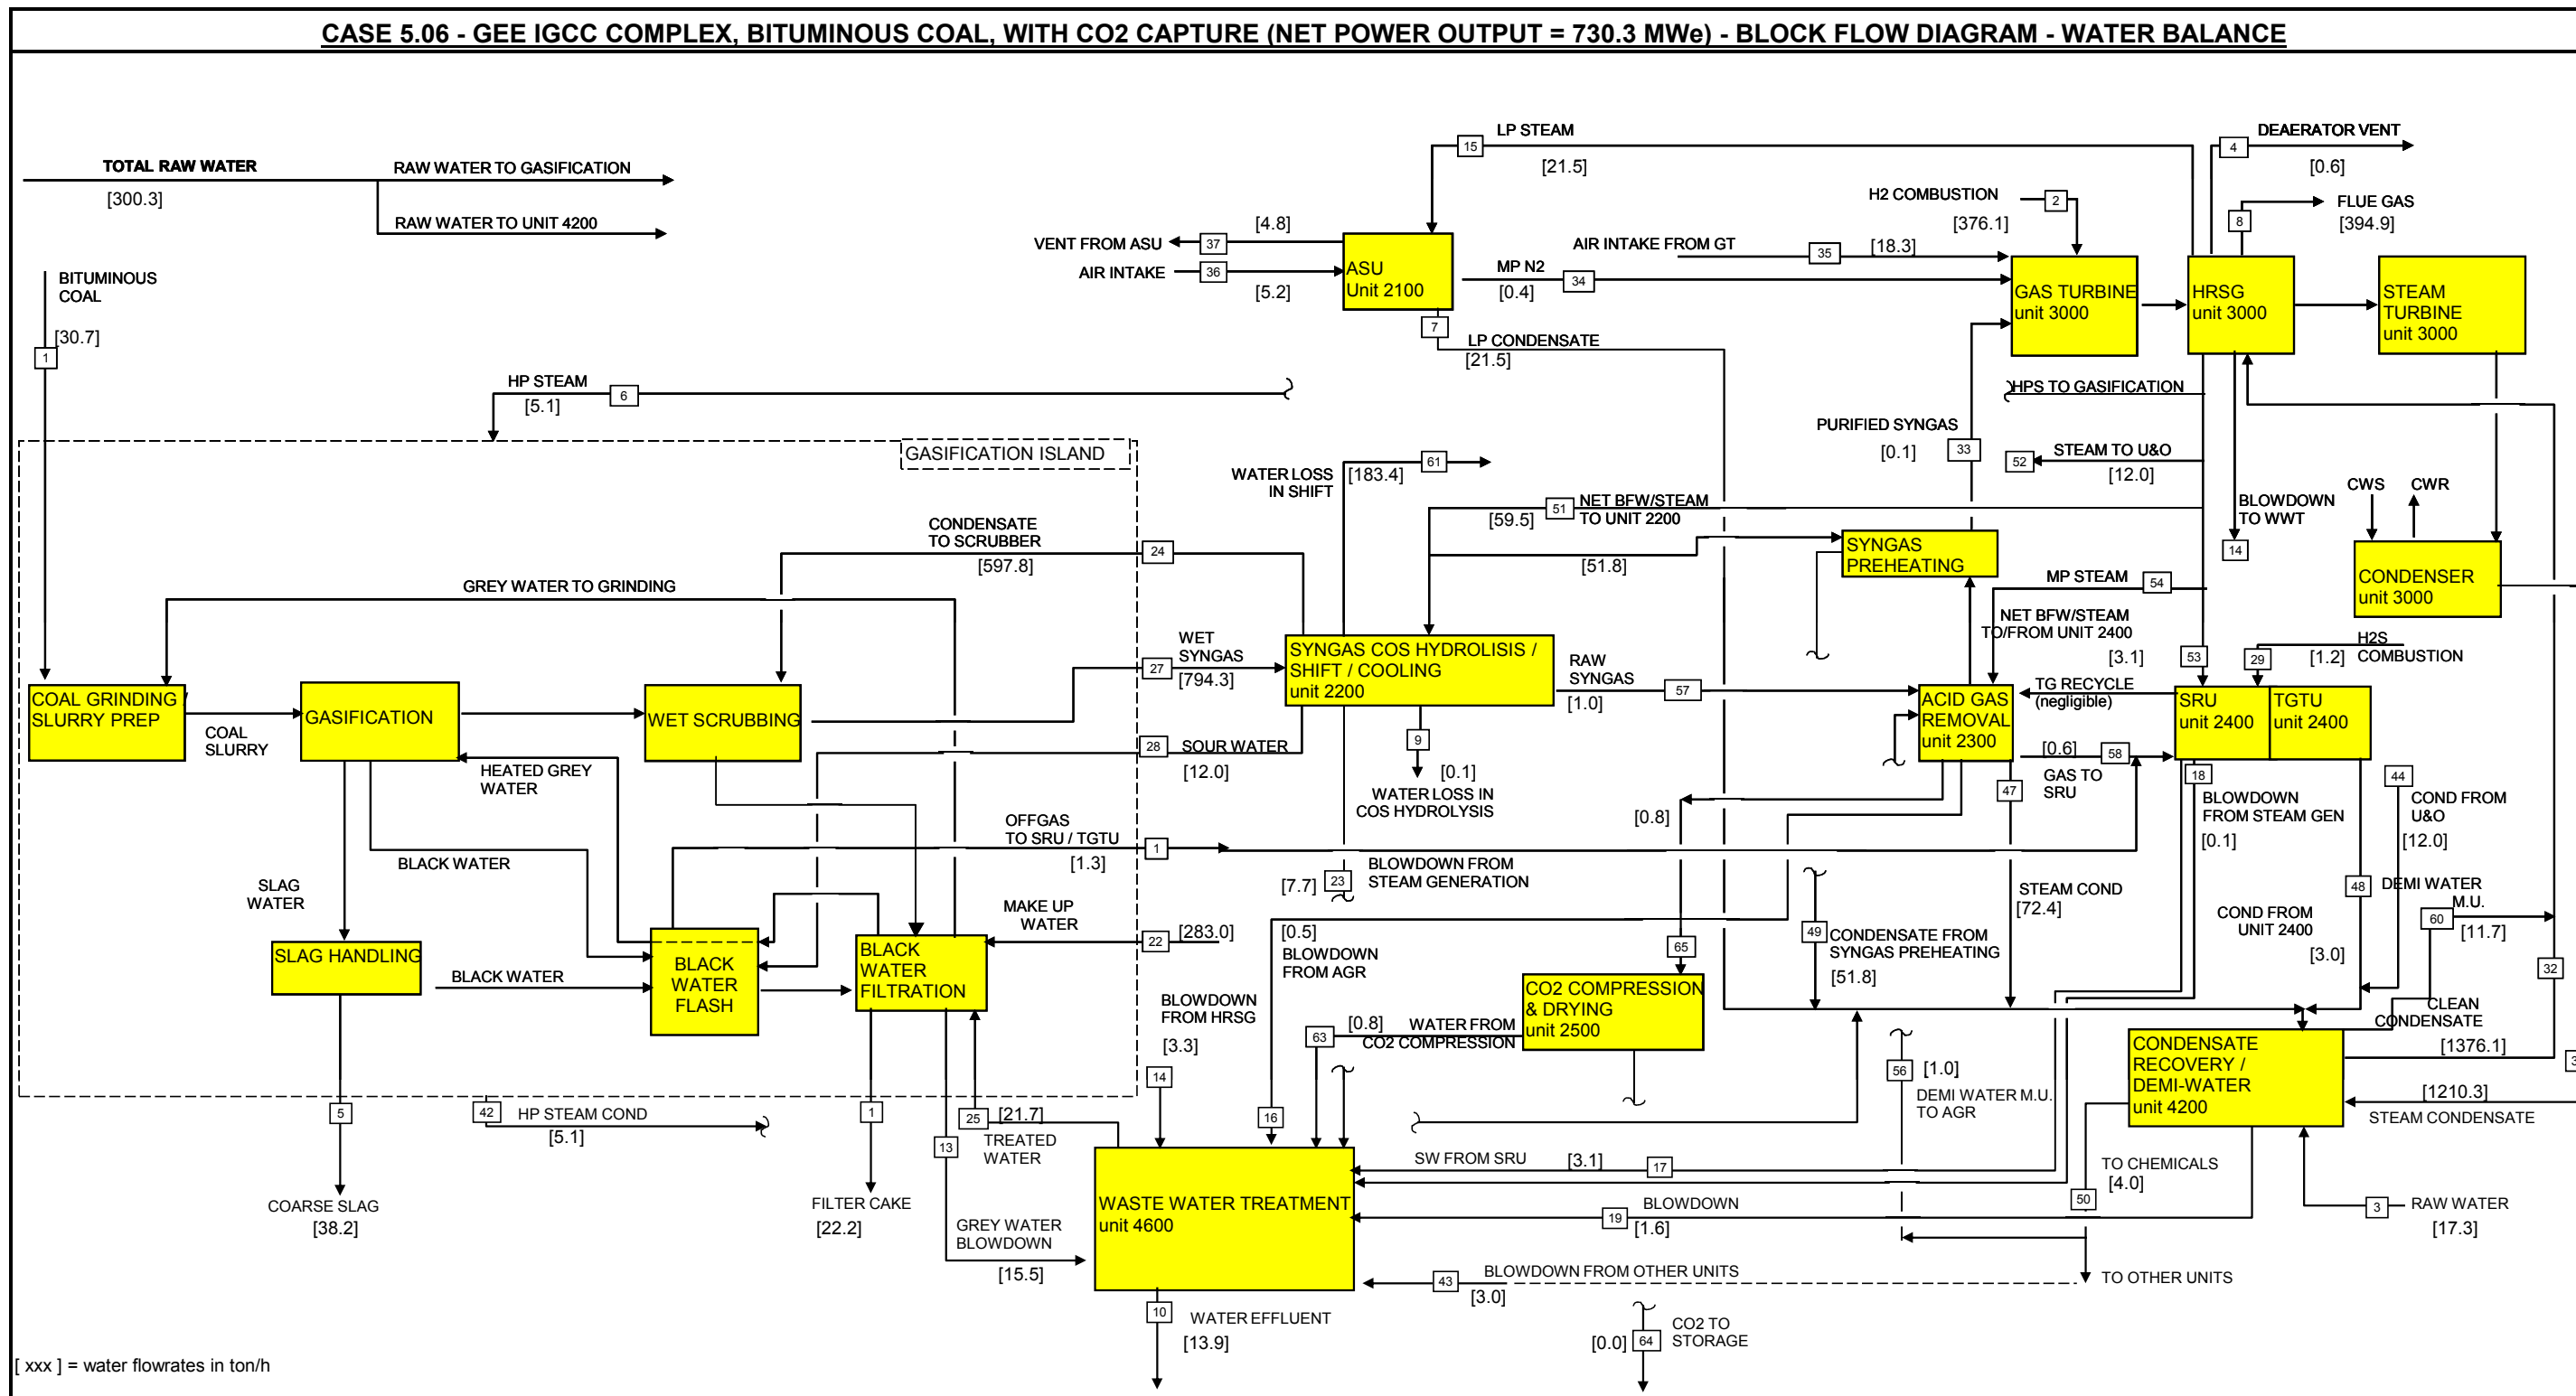 CASE 5.06 - GEE IGCC COMPLEX, BITUMINOUS COAL, WITH CO2 CAPTURE (NET POWER OUTPUT = 730.3 MWe) - BLOCK FLOW DIAGRAM - WATER BALANCE
TOTAL RAW WATER
[300.3]
RAW WATER TO GASIFICATION
RAW WATER TO UNIT 4200
BITUMINOUS
COAL
[30.7]
1
15
LP STEAM
[21.5]
4
DEAERATOR VENT
[0.6]
H2 COMBUSTION
[376.1]
2
8
FLUE GAS
[394.9]
VENT FROM ASU
37
[4.8]
AIR INTAKE
36
[5.2]
ASU
Unit 2100
AIR INTAKE FROM GT
35
[18.3]
MP N2
[0.4]
34
GAS TURBINE
unit 3000
HRSG
unit 3000
STEAM
TURBINE
unit 3000
7
LP CONDENSATE
[21.5]
HP STEAM
[5.1]
6
HPS TO GASIFICATION
PURIFIED SYNGAS
[0.1]
33
52
STEAM TO U&O
[12.0]
GASIFICATION ISLAND
WATER LOSS
IN SHIFT
[183.4]
61
[59.5]
51
NET BFW/STEAM
TO UNIT 2200
BLOWDOWN
TO WWT
14
CWS
CWR
CONDENSATE
TO SCRUBBER
[597.8]
24
[51.8]
SYNGAS
PREHEATING
CONDENSER
unit 3000
GREY WATER TO GRINDING
MP STEAM
54
NET BFW/STEAM
TO/FROM UNIT 2400
[3.1]
53
H2S
COMBUSTION
[1.2]
29
WET
SYNGAS
27
[794.3]
SYNGAS COS HYDROLISIS /
SHIFT / COOLING
unit 2200
RAW
SYNGAS
[1.0]
57
COAL GRINDING /
SLURRY PREP
COAL
SLURRY
GASIFICATION
WET SCRUBBING
ACID GAS
REMOVAL
unit 2300
TG RECYCLE
(negligible)
SRU
unit 2400
TGTU
unit 2400
28
SOUR WATER
[12.0]
9
[0.1]
WATER LOSS IN
COS HYDROLYSIS
HEATED GREY
WATER
[0.6]
58
GAS TO
SRU
47
18
BLOWDOWN
FROM STEAM GEN
[0.1]
44
COND FROM
U&O
[12.0]
[0.8]
OFFGAS
TO SRU / TGTU
[1.3]
1
BLACK WATER
SLAG
WATER
[7.7]
23
BLOWDOWN FROM
STEAM GENERATION
STEAM COND
[72.4]
48
DEMI WATER
M.U.
60
[11.7]
COND FROM
UNIT 2400
[3.0]
MAKE UP
WATER
22
[283.0]
[0.5]
BLOWDOWN
FROM AGR
65
49
CONDENSATE FROM
SYNGAS PREHEATING
[51.8]
32
SLAG HANDLING
BLACK WATER
BLACK
WATER
FLASH
BLACK
WATER
FILTRATION
BLOWDOWN
FROM HRSG
[3.3]
14
63
[0.8]
WATER FROM
CO2 COMPRESSION
CO2 COMPRESSION
& DRYING
unit 2500
CLEAN
CONDENSATE
[1376.1]
CONDENSATE
RECOVERY /
DEMI-WATER
unit 4200
56
[1.0]
DEMI WATER M.U.
TO AGR
[1210.3]
STEAM CONDENSATE
5
42
HP STEAM COND
[5.1]
1
25
[21.7]
TREATED
WATER
13
16
COARSE SLAG
[38.2]
FILTER CAKE
[22.2]
GREY WATER
BLOWDOWN
[15.5]
WASTE WATER TREATMENT
unit 4600
SW FROM SRU
[3.1]
17
BLOWDOWN
19
[1.6]
TO CHEMICALS
[4.0]
50
3
RAW WATER
[17.3]
43
BLOWDOWN FROM OTHER UNITS
[3.0]
TO OTHER UNITS
10
WATER EFFLUENT
[13.9]
[0.0]
64
CO2 TO
STORAGE
[ xxx ] = water flowrates in ton/h